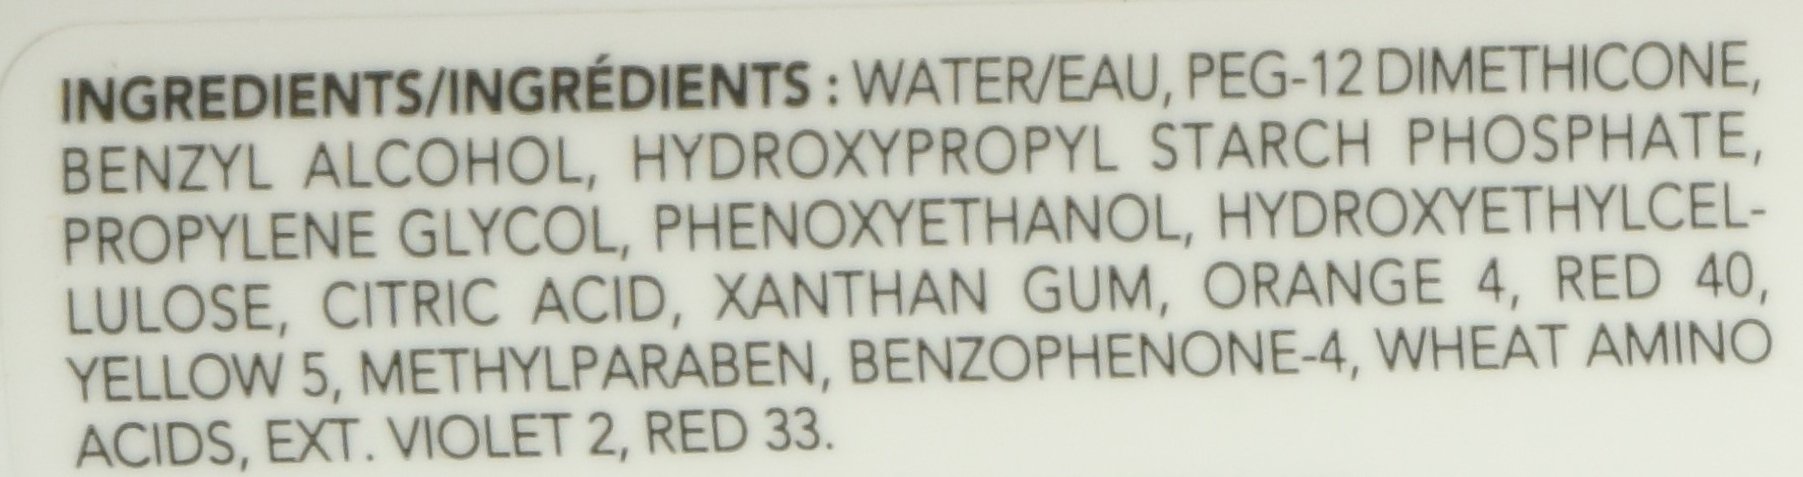 INGREDIENTS/INGRÉDIENTS : WATER/EAU, PEG-12 DIMETHICONE,
BENZYL ALCOHOL, HYDROXYPROPYL STARCH PHOSPHATE,
PROPYLENE GLYCOL, PHENOXYETHANOL, HYDROXYETHYLCEL-
LULOSE, CITRIC ACID, XANTHAN GUM, ORANGE 4, RED 40,
YELLOW 5, METHYLPARABEN, BENZOPHENONE-4, WHEAT AMINO
ACIDS, EXT. VIOLET 2, RED 33.